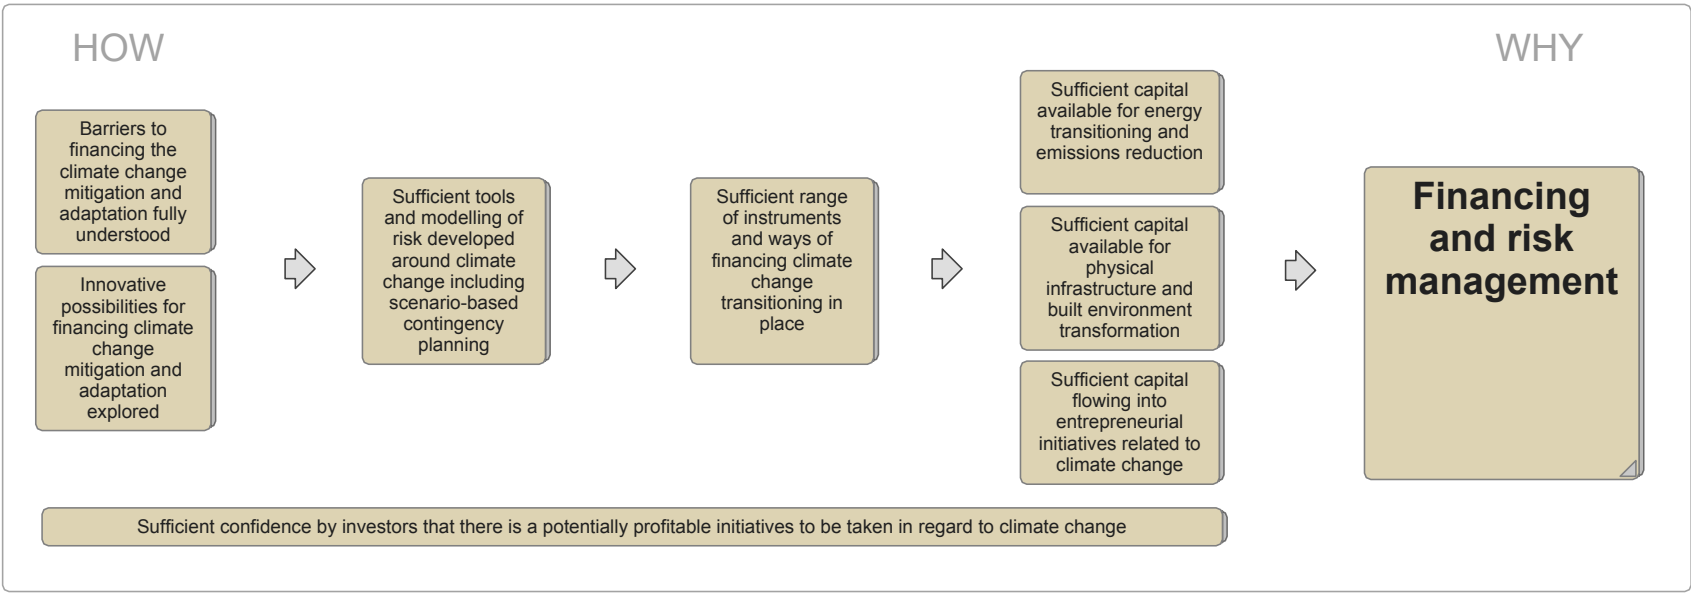 HOW
WHY
Barriers to
financing the
climate change
mitigation and
adaptation fully
understood
Innovative
possibilities for
financing climate
change
mitigation and
adaptation
explored
Sufficient tools
and modelling of
risk developed
around climate
change including
scenario-based
contingency
planning
Sufficient range
of instruments
and ways of
financing climate
change
transitioning in
place
Sufficient capital
available for energy
transitioning and
emissions reduction
Sufficient capital
available for
physical
infrastructure and
built environment
transformation
Sufficient capital
flowing into
entrepreneurial
initiatives related to
climate change
Financing
and risk
management
Sufficient confidence by investors that there is a potentially profitable initiatives to be taken in regard to climate change